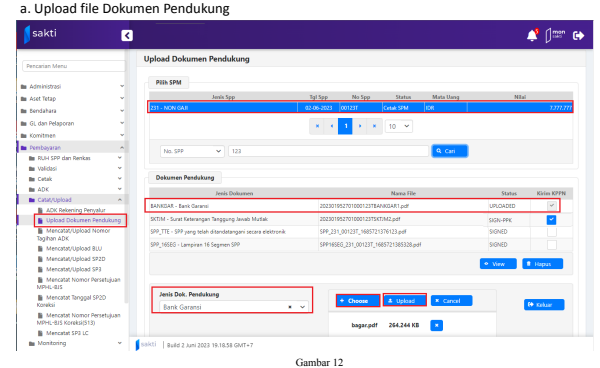 a. Upload file Dokumen Pendukung
sakti
man
sakti
Pencarian Menu
Administrasi
Aset Tetap
Bendahara
GL dan Pelaporan
Komitmen
Pembayaran
RUH SPP dan Renkas
Validasi
Cetak
ADK
Catat/Upload
ADK Rekening Penyalur
Upload Dokumen Pendukung
Mencatat/Upload Nomor
Tagihan ADK
Mencatat/Upload BLU
Mencatat/Upload SP2D
Mencatat/Upload SP3
Mencatat Nomor Persetujuan
MPHL-BJS
Mencatat Tanggal SP2D
Koreksi
Mencatat Nomor Persetujuan
MPHL-BJS Koreksi(S13)
Mencatat SP3 LC
Monitoring
Upload Dokumen Pendukung
Pilih SPM
Jenis Spp Tgl Spp No Spp Status Mata Uang Nilai
231 - NON GAJI 02-06-2023 00123T Cetak SPM IDR 7.777.777
« ‹ 1 › » 10
No. SPP 123 Cari
Dokumen Pendukung
Jenis Dokumen Nama File Status Kirim KPPN
BANKGAR - Bank Garansi 202301952701000123TBANKGAR1.pdf UPLOADED
SKTJM - Surat Keterangan Tanggung Jawab Mutlak 202301952701000123TSKTJM2.pdf SIGN-PPK
SPP_TTE - SPP yang telah ditandatangani secara elektronik SPP_231_00123T_1685721376123.pdf SIGNED
SPP_16SEG - Lampiran 16 Segmen SPP SPP16SEG_231_00123T_1685721385328.pdf SIGNED
View Hapus
Jenis Dok. Pendukung
Bank Garansi
+ Choose Upload × Cancel
Keluar
bagar.pdf 264.244 KB ×
sakti | Build 2 Juni 2023 19.18.58 GMT+7
Gambar 12